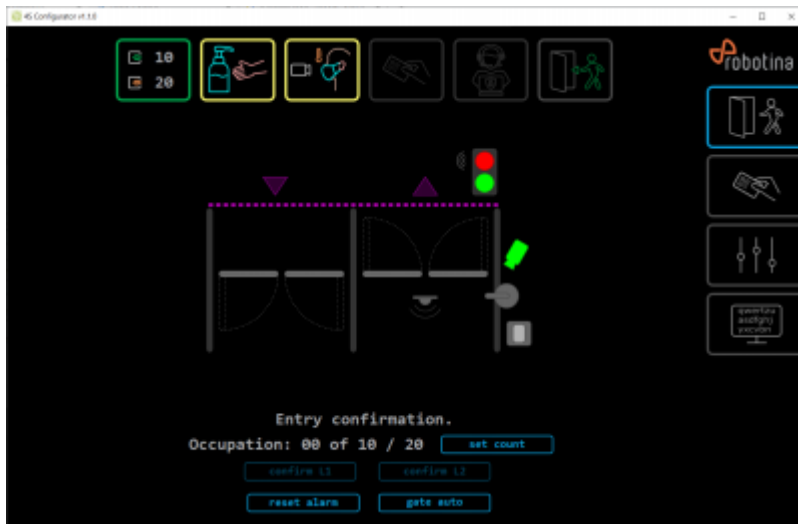 4S Configurator v1.1.0
10
20
robotina
Entry confirmation.
Occupation: 00 of 10 / 20
set count
confirm L1
confirm L2
reset alarm
gate auto